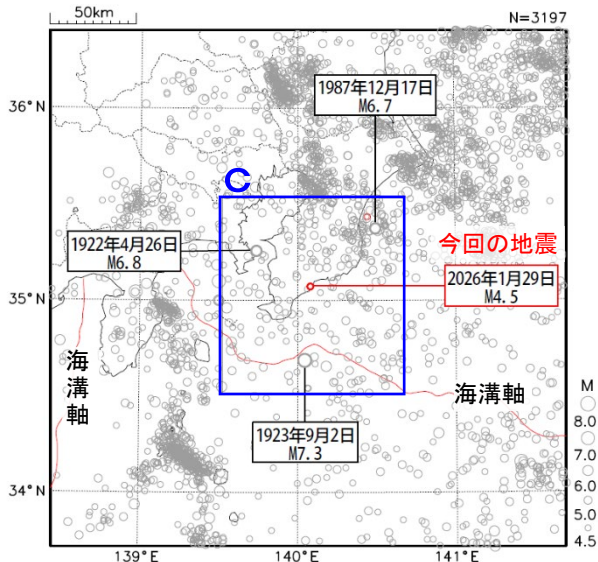 50km
N=3197
36°N
1987年12月17日
M6.7
C
1922年4月26日
M6.8
今回の地震
2026年1月29日
M4.5
35°N
海溝軸
海溝軸
1923年9月2日
M7.3
M
8.0
7.0
6.0
5.0
4.5
34°N
139°E
140°E
141°E